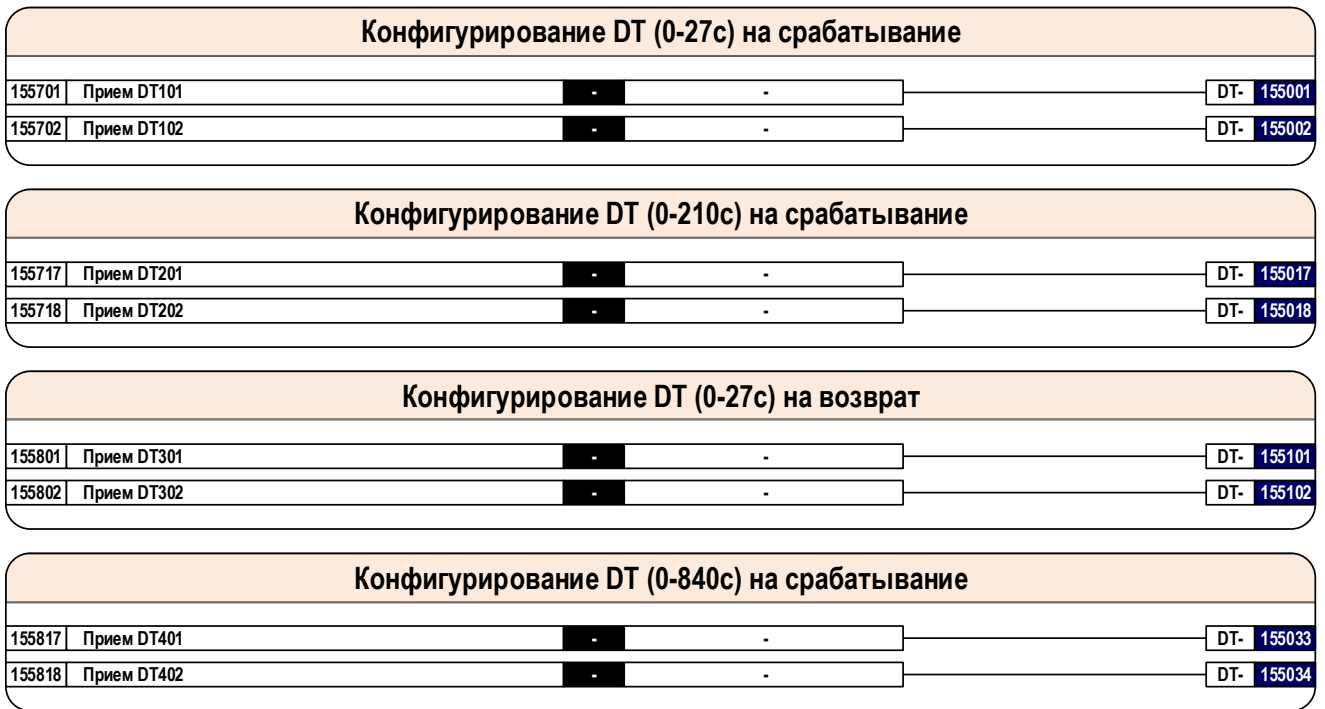 Конфигурирование DT (0-27с) на срабатывание
155701 Прием DT101 - - DT- 155001
155702 Прием DT102 - - DT- 155002
Конфигурирование DT (0-210с) на срабатывание
155717 Прием DT201 - - DT- 155017
155718 Прием DT202 - - DT- 155018
Конфигурирование DT (0-27с) на возврат
155801 Прием DT301 - - DT- 155101
155802 Прием DT302 - - DT- 155102
Конфигурирование DT (0-840с) на срабатывание
155817 Прием DT401 - - DT- 155033
155818 Прием DT402 - - DT- 155034